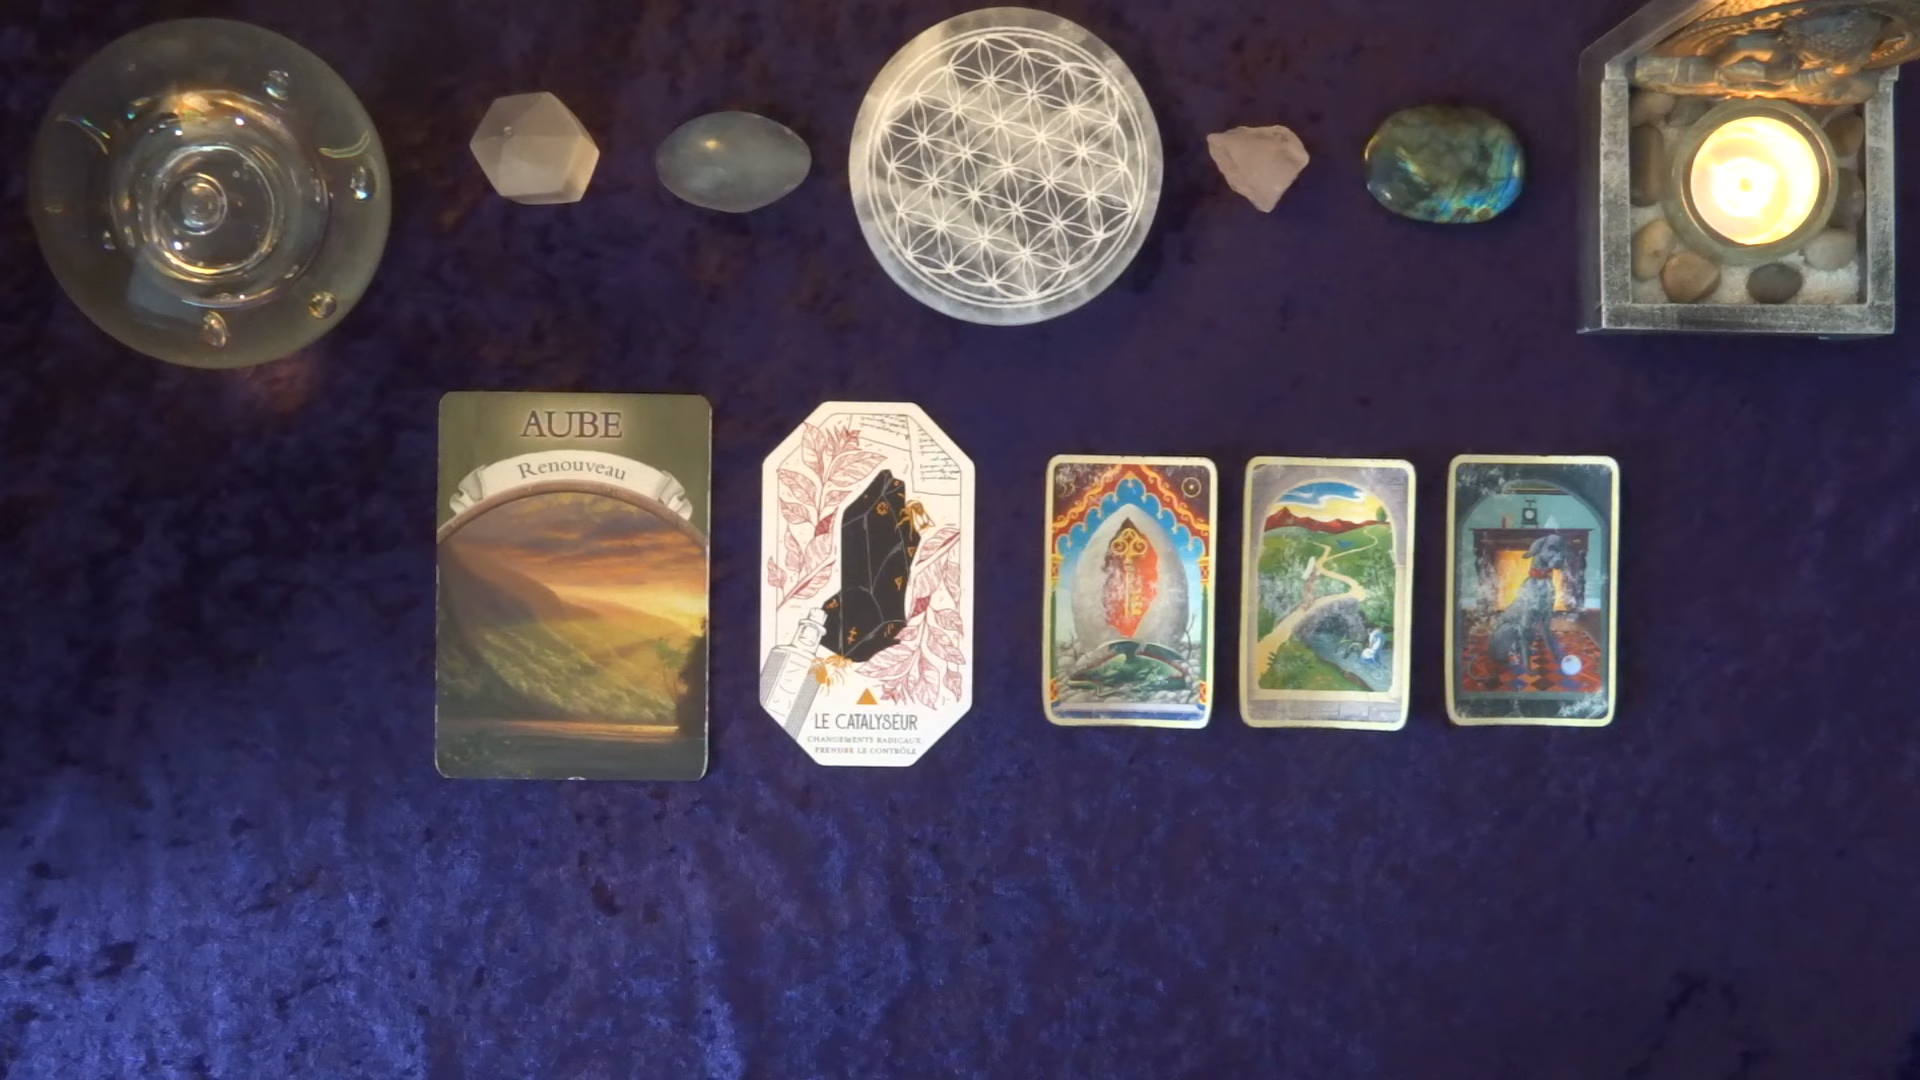 AUBE
Renouveau
LE CATALYSEUR
CHANGEMENTS RADICAUX
PRENDRE LE CONTRÔLE